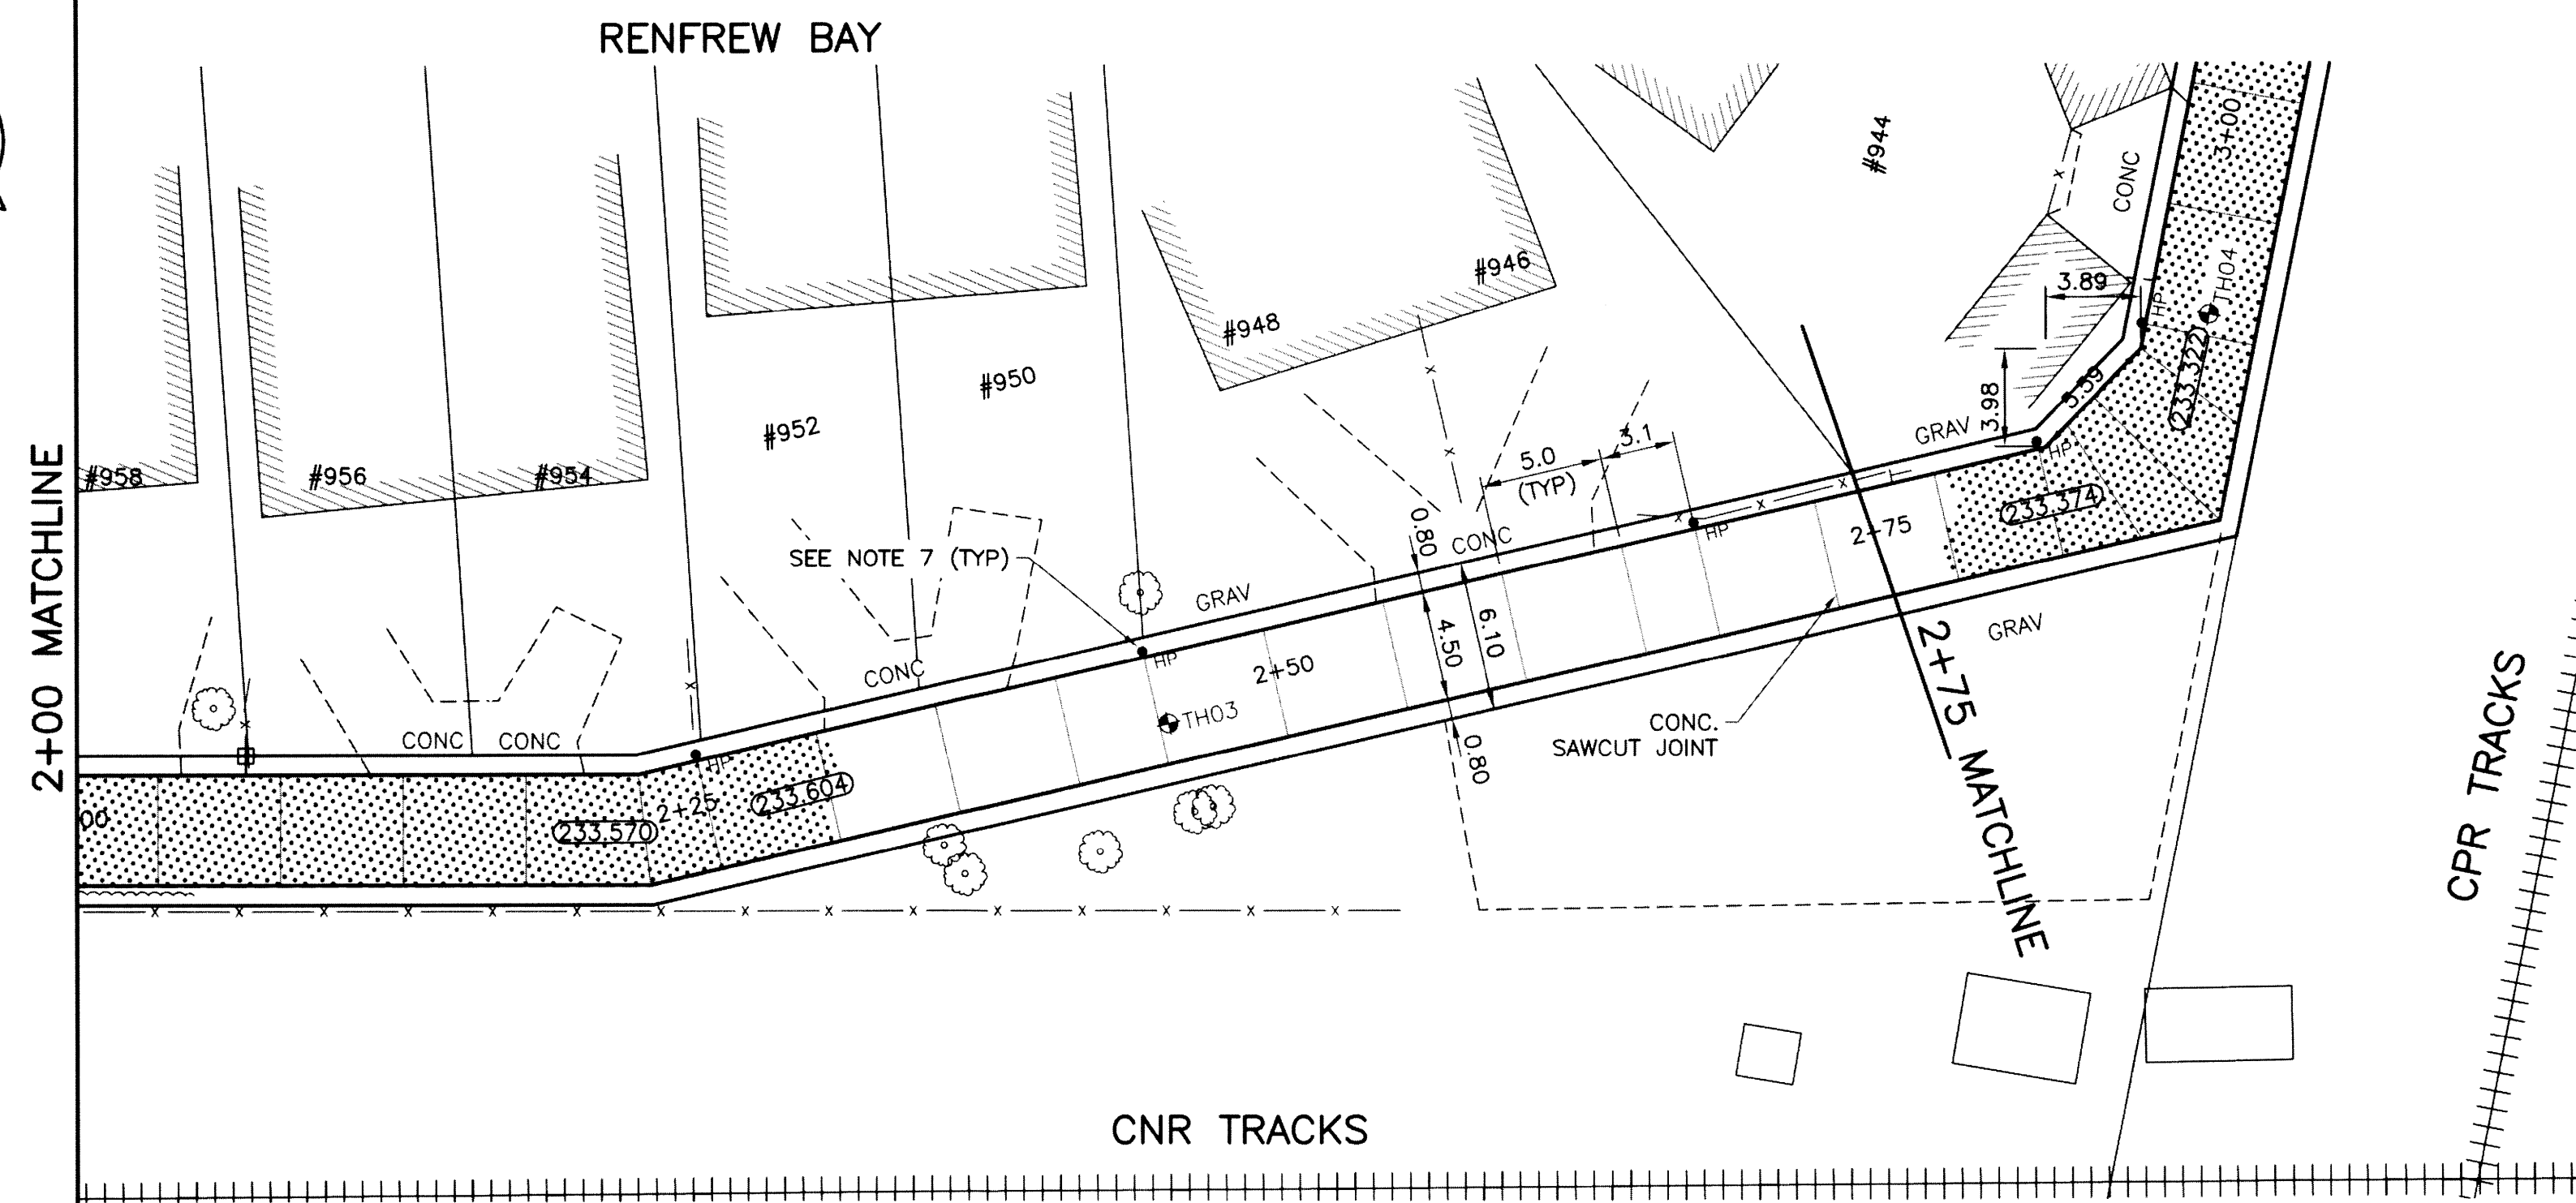 RENFREW BAY
#944
3+00
CONC
TH04
HP
3.89
233.322
#946
#948
3.98
5.59
#950
#952
GRAV
HP
3.1
5.0
(TYP)
2+00 MATCHLINE
#958
#956
#954
233.374
0.80
CONC
HP
2+75
SEE NOTE 7 (TYP)
GRAV
4.50
6.10
GRAV
2+75 MATCHLINE
HP
2+50
CONC
TH03
CONC.
SAWCUT JOINT
CONC
CONC
HP
0.80
233.604
2+25
233.570
00
CPR TRACKS
CNR TRACKS